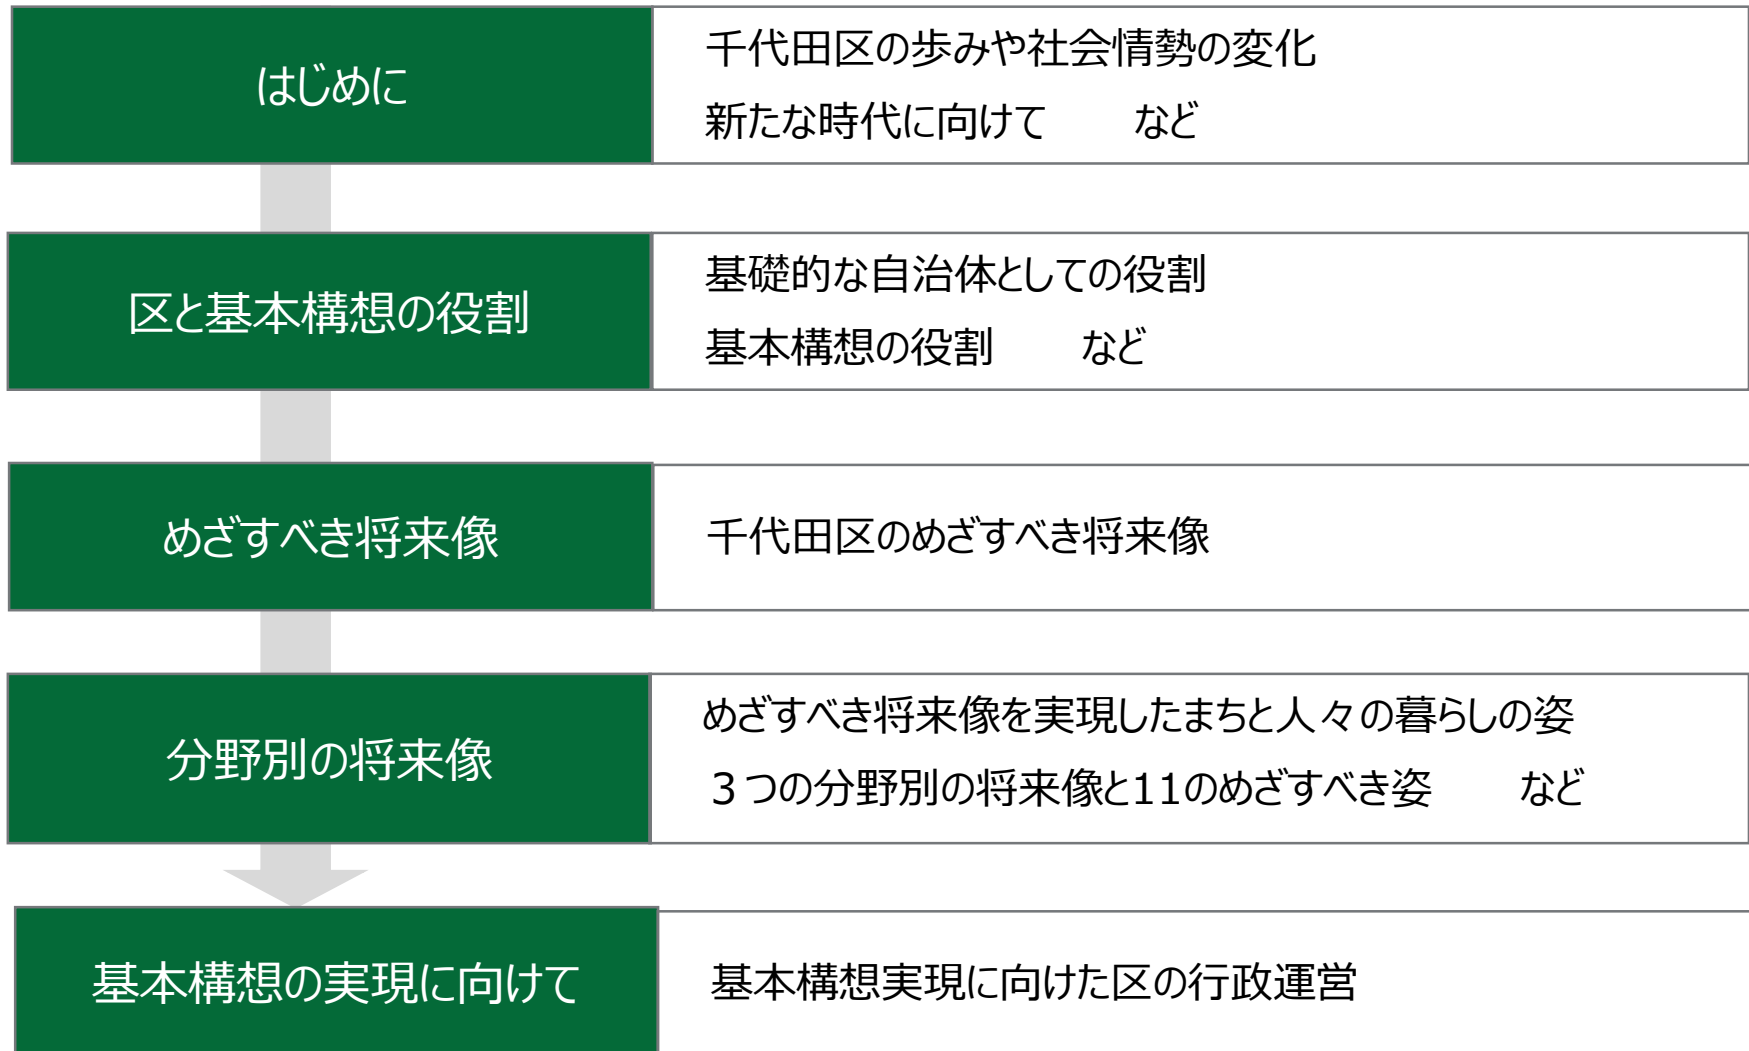 はじめに
千代田区の歩みや社会情勢の変化
新たな時代に向けて　　など
区と基本構想の役割
基礎的な自治体としての役割
基本構想の役割　　など
めざすべき将来像
千代田区のめざすべき将来像
分野別の将来像
めざすべき将来像を実現したまちと人々の暮らしの姿
３つの分野別の将来像と11のめざすべき姿　　など
基本構想の実現に向けて
基本構想実現に向けた区の行政運営